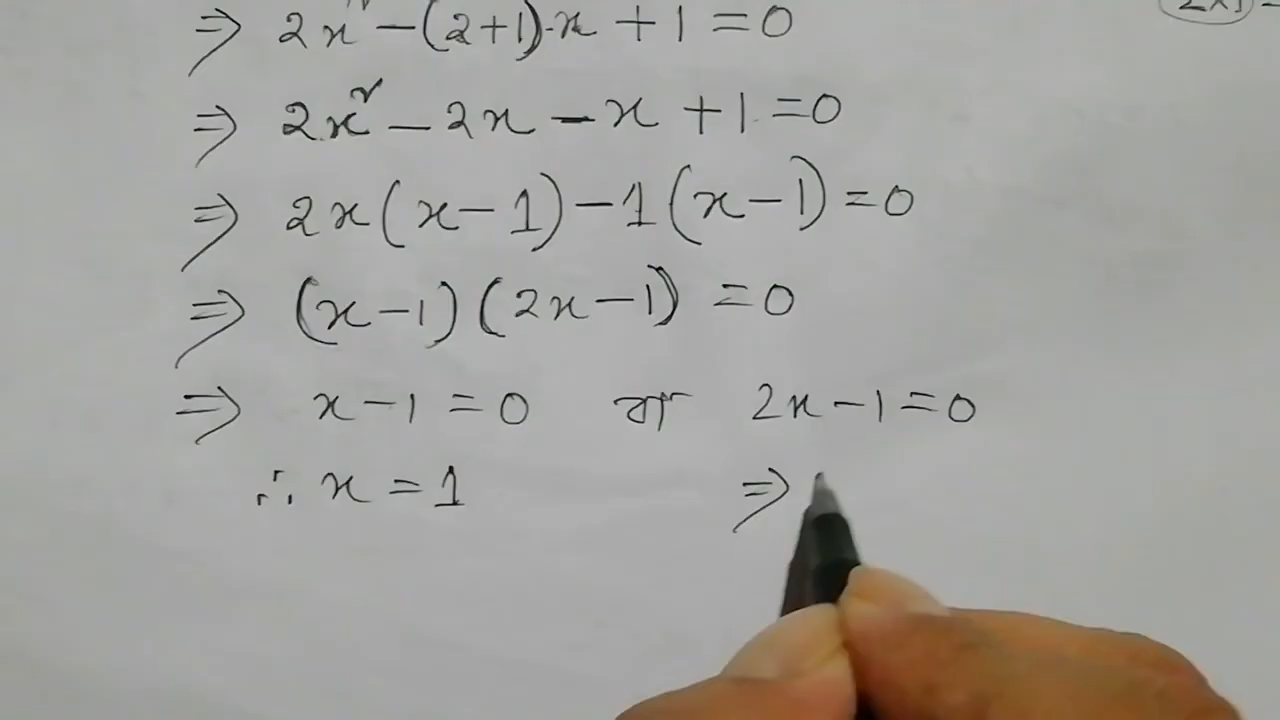 ⇒ 2x² - (2+1)·x + 1 = 0
⇒ 2x² - 2x - x + 1 = 0
⇒ 2x(x-1) - 1(x-1) = 0
⇒ (x-1)(2x-1) = 0
⇒ x-1=0 বা 2x-1=0
∴ x = 1 ⇒